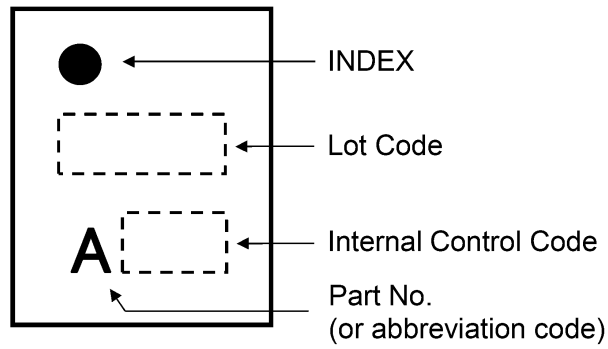 INDEX
Lot Code
A
Internal Control Code
Part No.
(or abbreviation code)